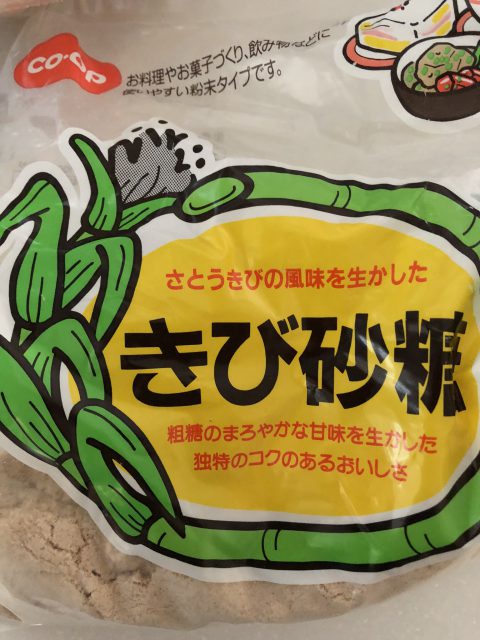 CO・OP
お料理やお菓子づくり、飲み物などに
使いやすい粉末タイプです。
さとうきびの風味を生かした
きび砂糖
粗糖のまろやかな甘味を生かした
独特のコクのあるおいしさ